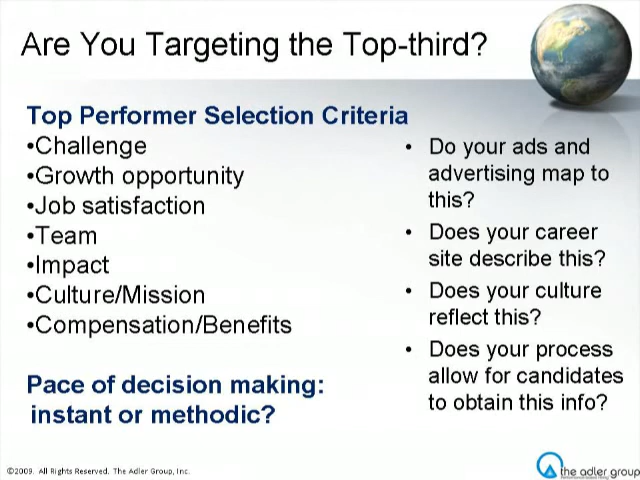 Are You Targeting the Top-third?
Top Performer Selection Criteria
•Challenge
•Growth opportunity
•Job satisfaction
•Team
•Impact
•Culture/Mission
•Compensation/Benefits
Pace of decision making:
instant or methodic?
• Do your ads and
advertising map to
this?
• Does your career
site describe this?
• Does your culture
reflect this?
• Does your process
allow for candidates
to obtain this info?
©2009. All Rights Reserved. The Adler Group, Inc.
the adler group